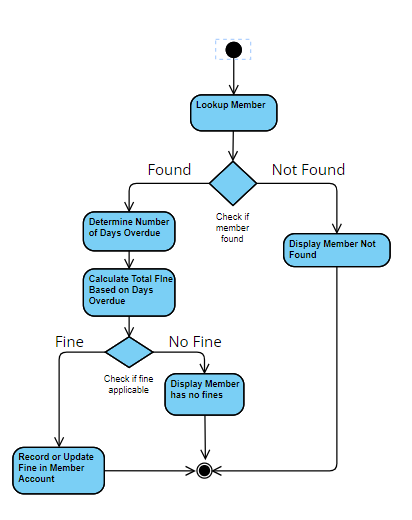 Lookup Member
Found
Not Found
Check if
member
found
Determine Number
of Days Overdue
Display Member Not
Found
Calculate Total FIne
Based on Days
Overdue
Fine
No Fine
Check if fine
applicable
Display Member
has no fines
Record or Update
Fine in Member
Account